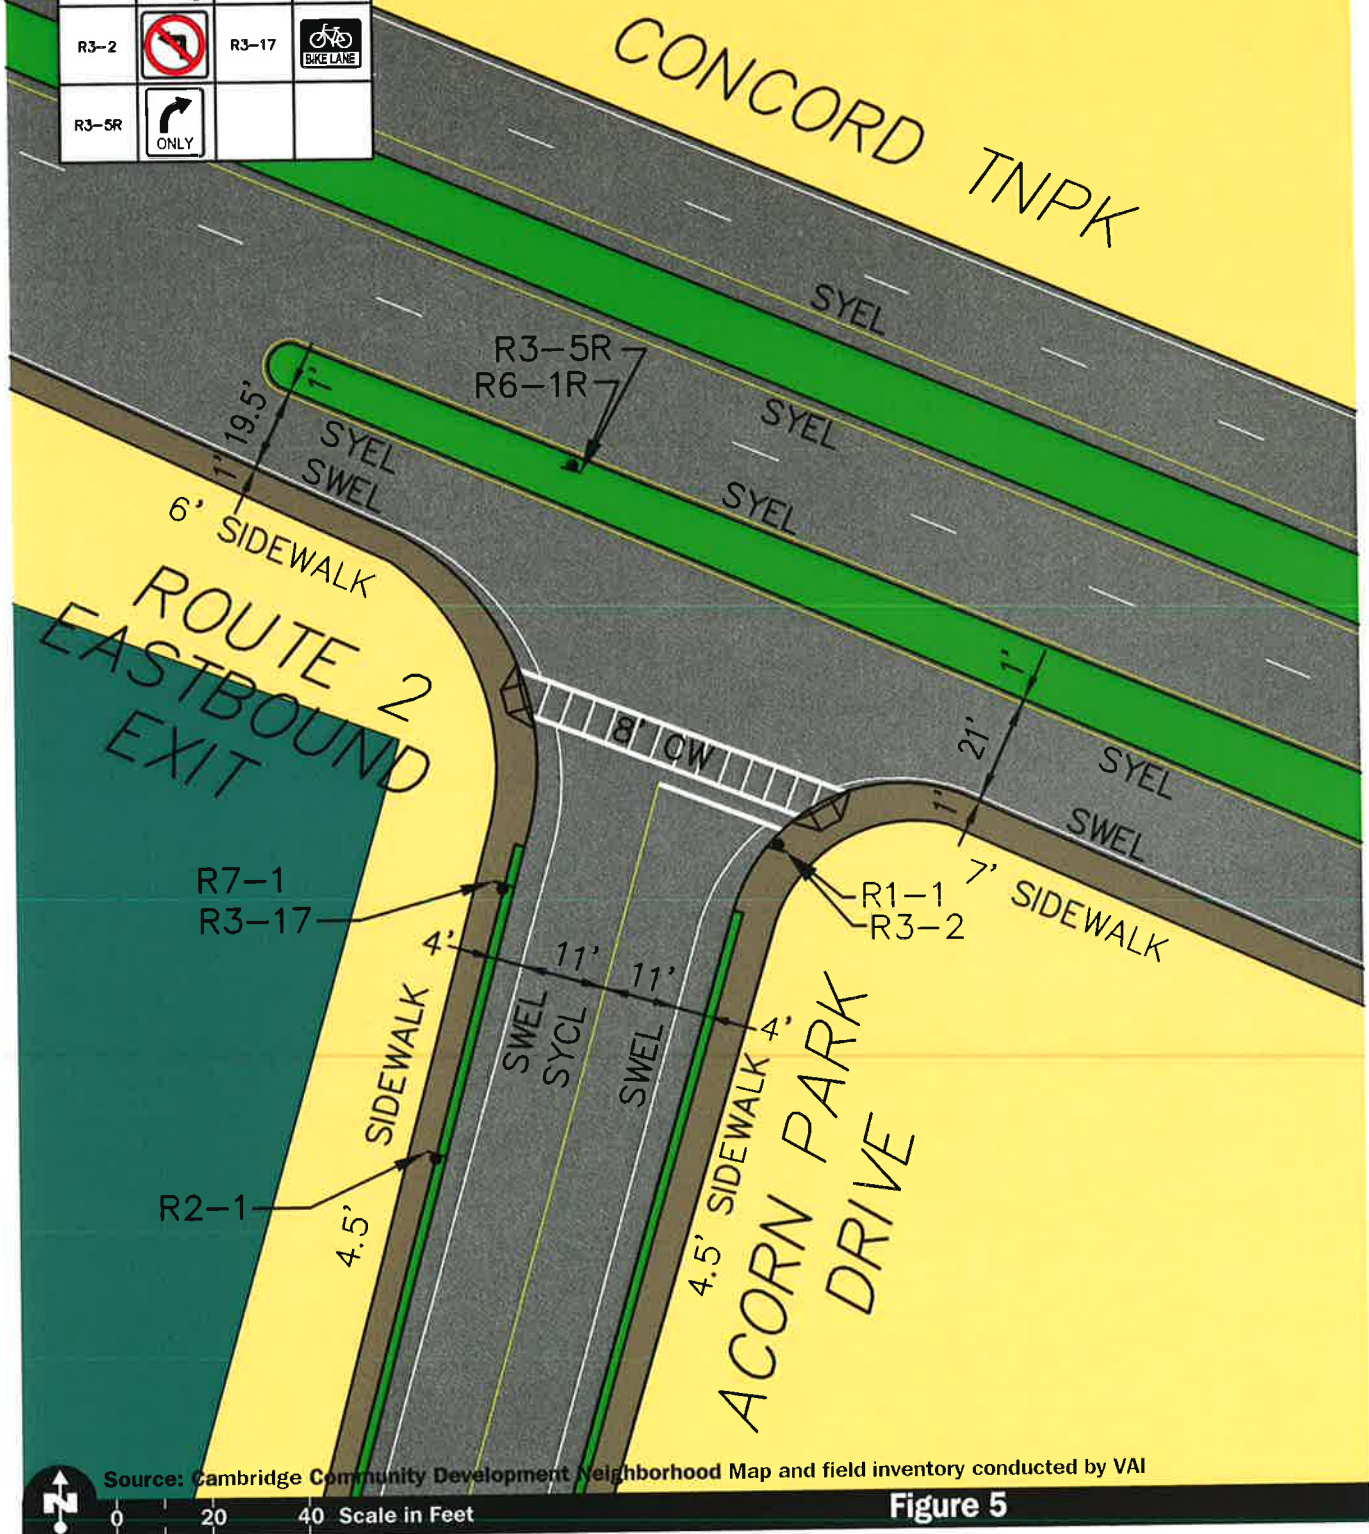 R3-2
R3-17
BIKE LANE
R3-5R
ONLY
CONCORD TNPK
SYEL
R3-5R
R6-1R
SYEL
1'
19.5'
1'
SYEL
SWEL
SYEL
6' SIDEWALK
ROUTE 2
EASTBOUND
EXIT
8' CW
1'
21'
1'
SYEL
SWEL
7' SIDEWALK
R7-1
R3-17
R1-1
R3-2
4'
11'
11'
4'
SIDEWALK
4.5'
SWEL
SYCL
SWEL
4.5' SIDEWALK
R2-1
ACORN PARK
DRIVE
Source: Cambridge Community Development Neighborhood Map and field inventory conducted by VAI
N
0 20 40 Scale in Feet
Figure 5